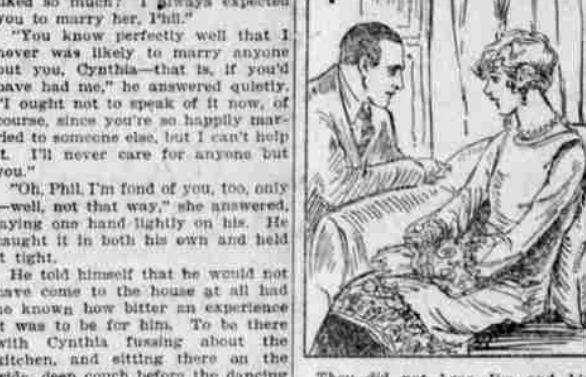 liked so much? I always expected
you to marry her, Phil."
"You know perfectly well that I
never was likely to marry anyone
but you, Cynthia—that is, if you'd
have had me," he answered quietly.
"I ought not to speak of it now, of
course, since you're so happily mar-
ried to someone else, but I can't help
it. I'll never care for anyone but
you."
"Oh, Phil, I'm fond of you, too, only
—well, not that way," she answered,
laying one hand lightly on his. He
caught it in both his own and held
it tight.
He told himself that he would not
have come to the house at all had
he known how bitter an experience
it was to be for him. To be there
with Cynthia fussing about the
kitchen, and sitting there on the
wide, deep couch before the dancing
They did not hear